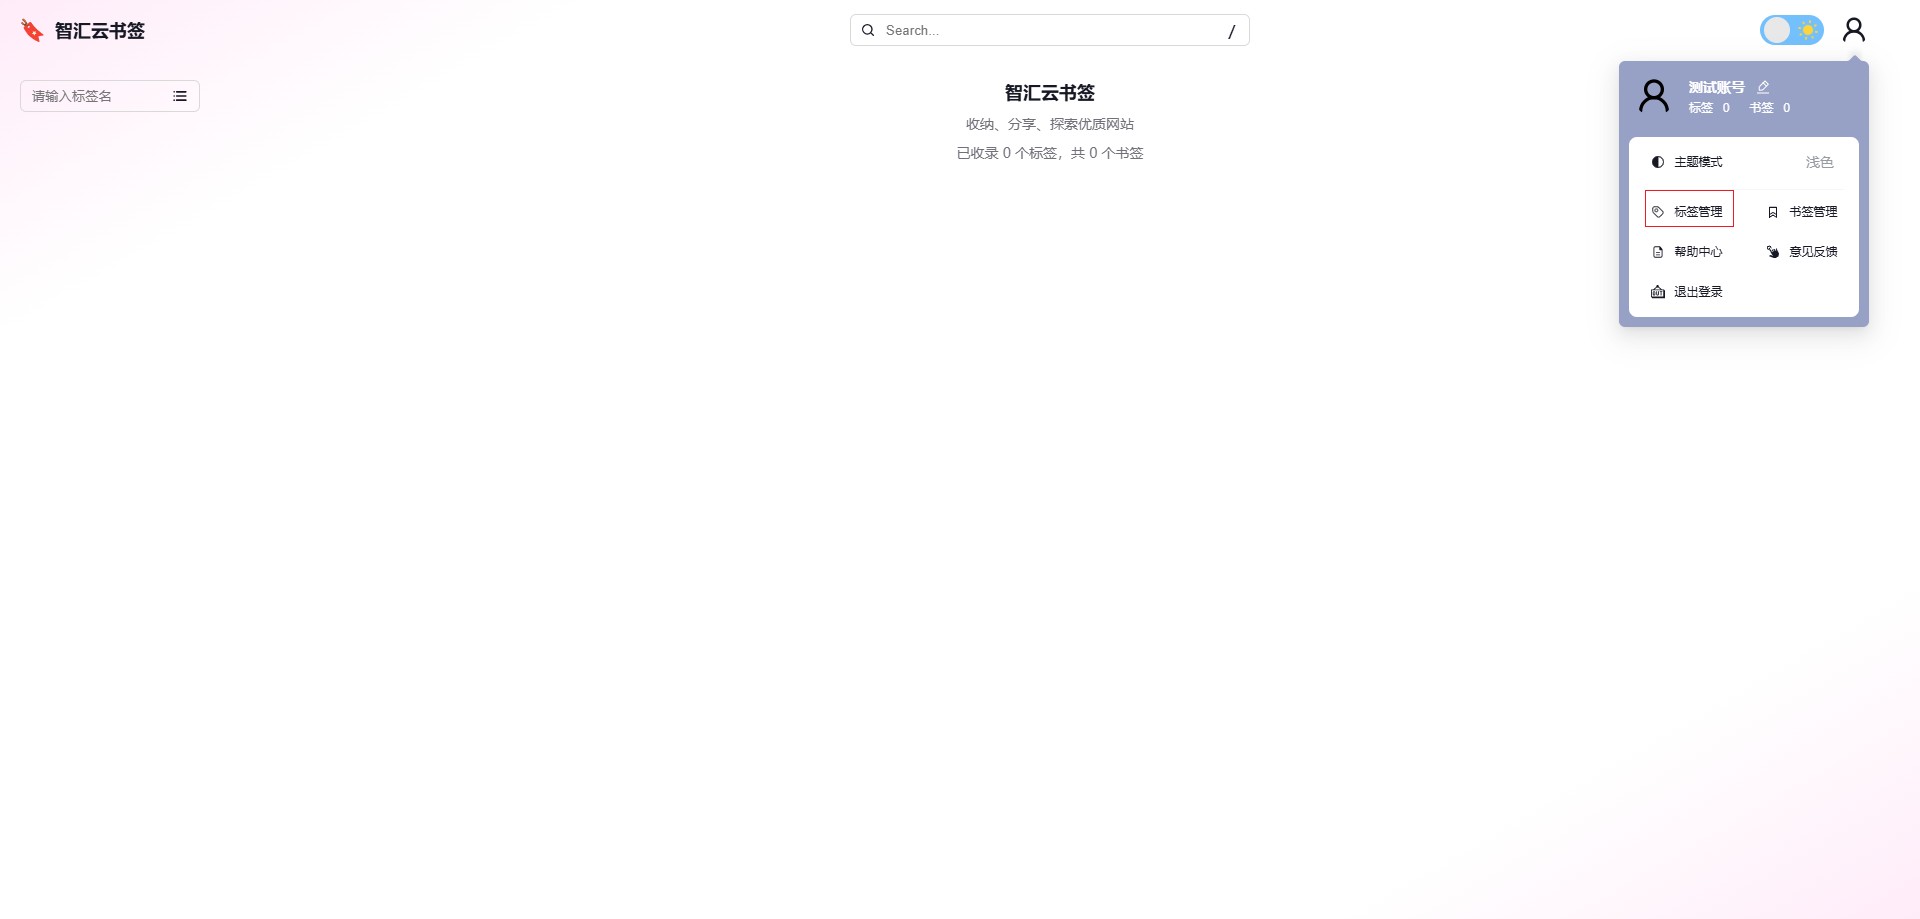 智汇云书签
Search...
/
请输入标签名
智汇云书签
收纳、分享、探索优质网站
已收录 0 个标签，共 0 个书签
测试账号
标签 0 书签 0
主题模式 浅色
标签管理 书签管理
帮助中心 意见反馈
退出登录